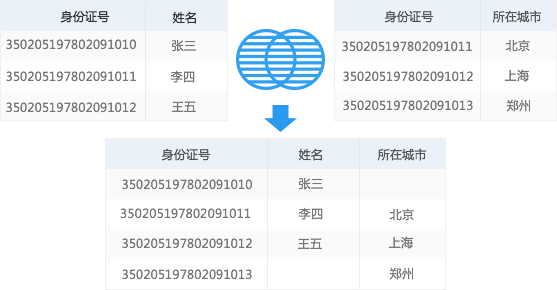 身份证号 姓名
350205197802091010 张三
350205197802091011 李四
350205197802091012 王五
身份证号 所在城市
350205197802091011 北京
350205197802091012 上海
350205197802091013 郑州
身份证号 姓名 所在城市
350205197802091010 张三
350205197802091011 李四 北京
350205197802091012 王五 上海
350205197802091013 郑州